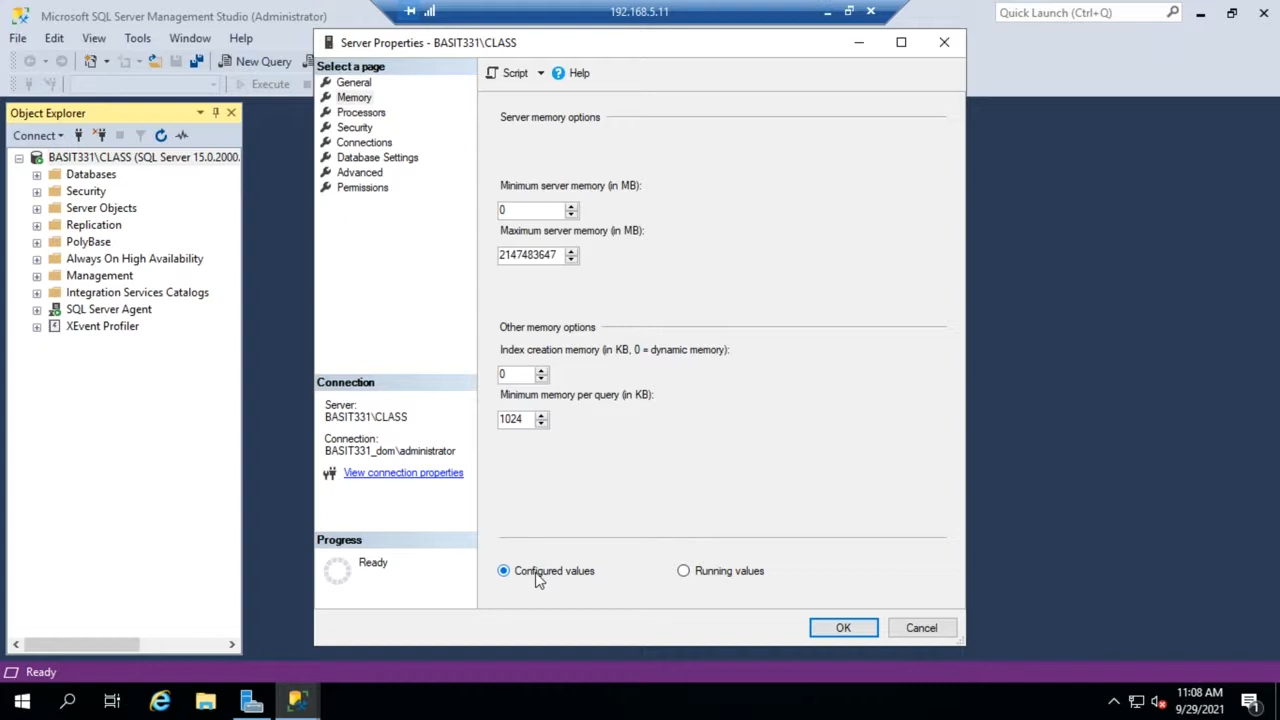 Microsoft SQL Server Management Studio (Administrator)
192.168.5.11
Quick Launch (Ctrl+Q)
File Edit View Tools Window Help
New Query
Execute
Object Explorer
Connect
BASIT331\CLASS (SQL Server 15.0.2000.
Databases
Security
Server Objects
Replication
PolyBase
Always On High Availability
Management
Integration Services Catalogs
SQL Server Agent
XEvent Profiler
Server Properties - BASIT331\CLASS
Select a page
General
Memory
Processors
Security
Connections
Database Settings
Advanced
Permissions
Connection
Server:
BASIT331\CLASS
Connection:
BASIT331_dom\administrator
View connection properties
Progress
Ready
Script Help
Server memory options
Minimum server memory (in MB):
0
Maximum server memory (in MB):
2147483647
Other memory options
Index creation memory (in KB, 0 = dynamic memory):
0
Minimum memory per query (in KB):
1024
Configured values Running values
OK Cancel
Ready
11:08 AM
9/29/2021
1